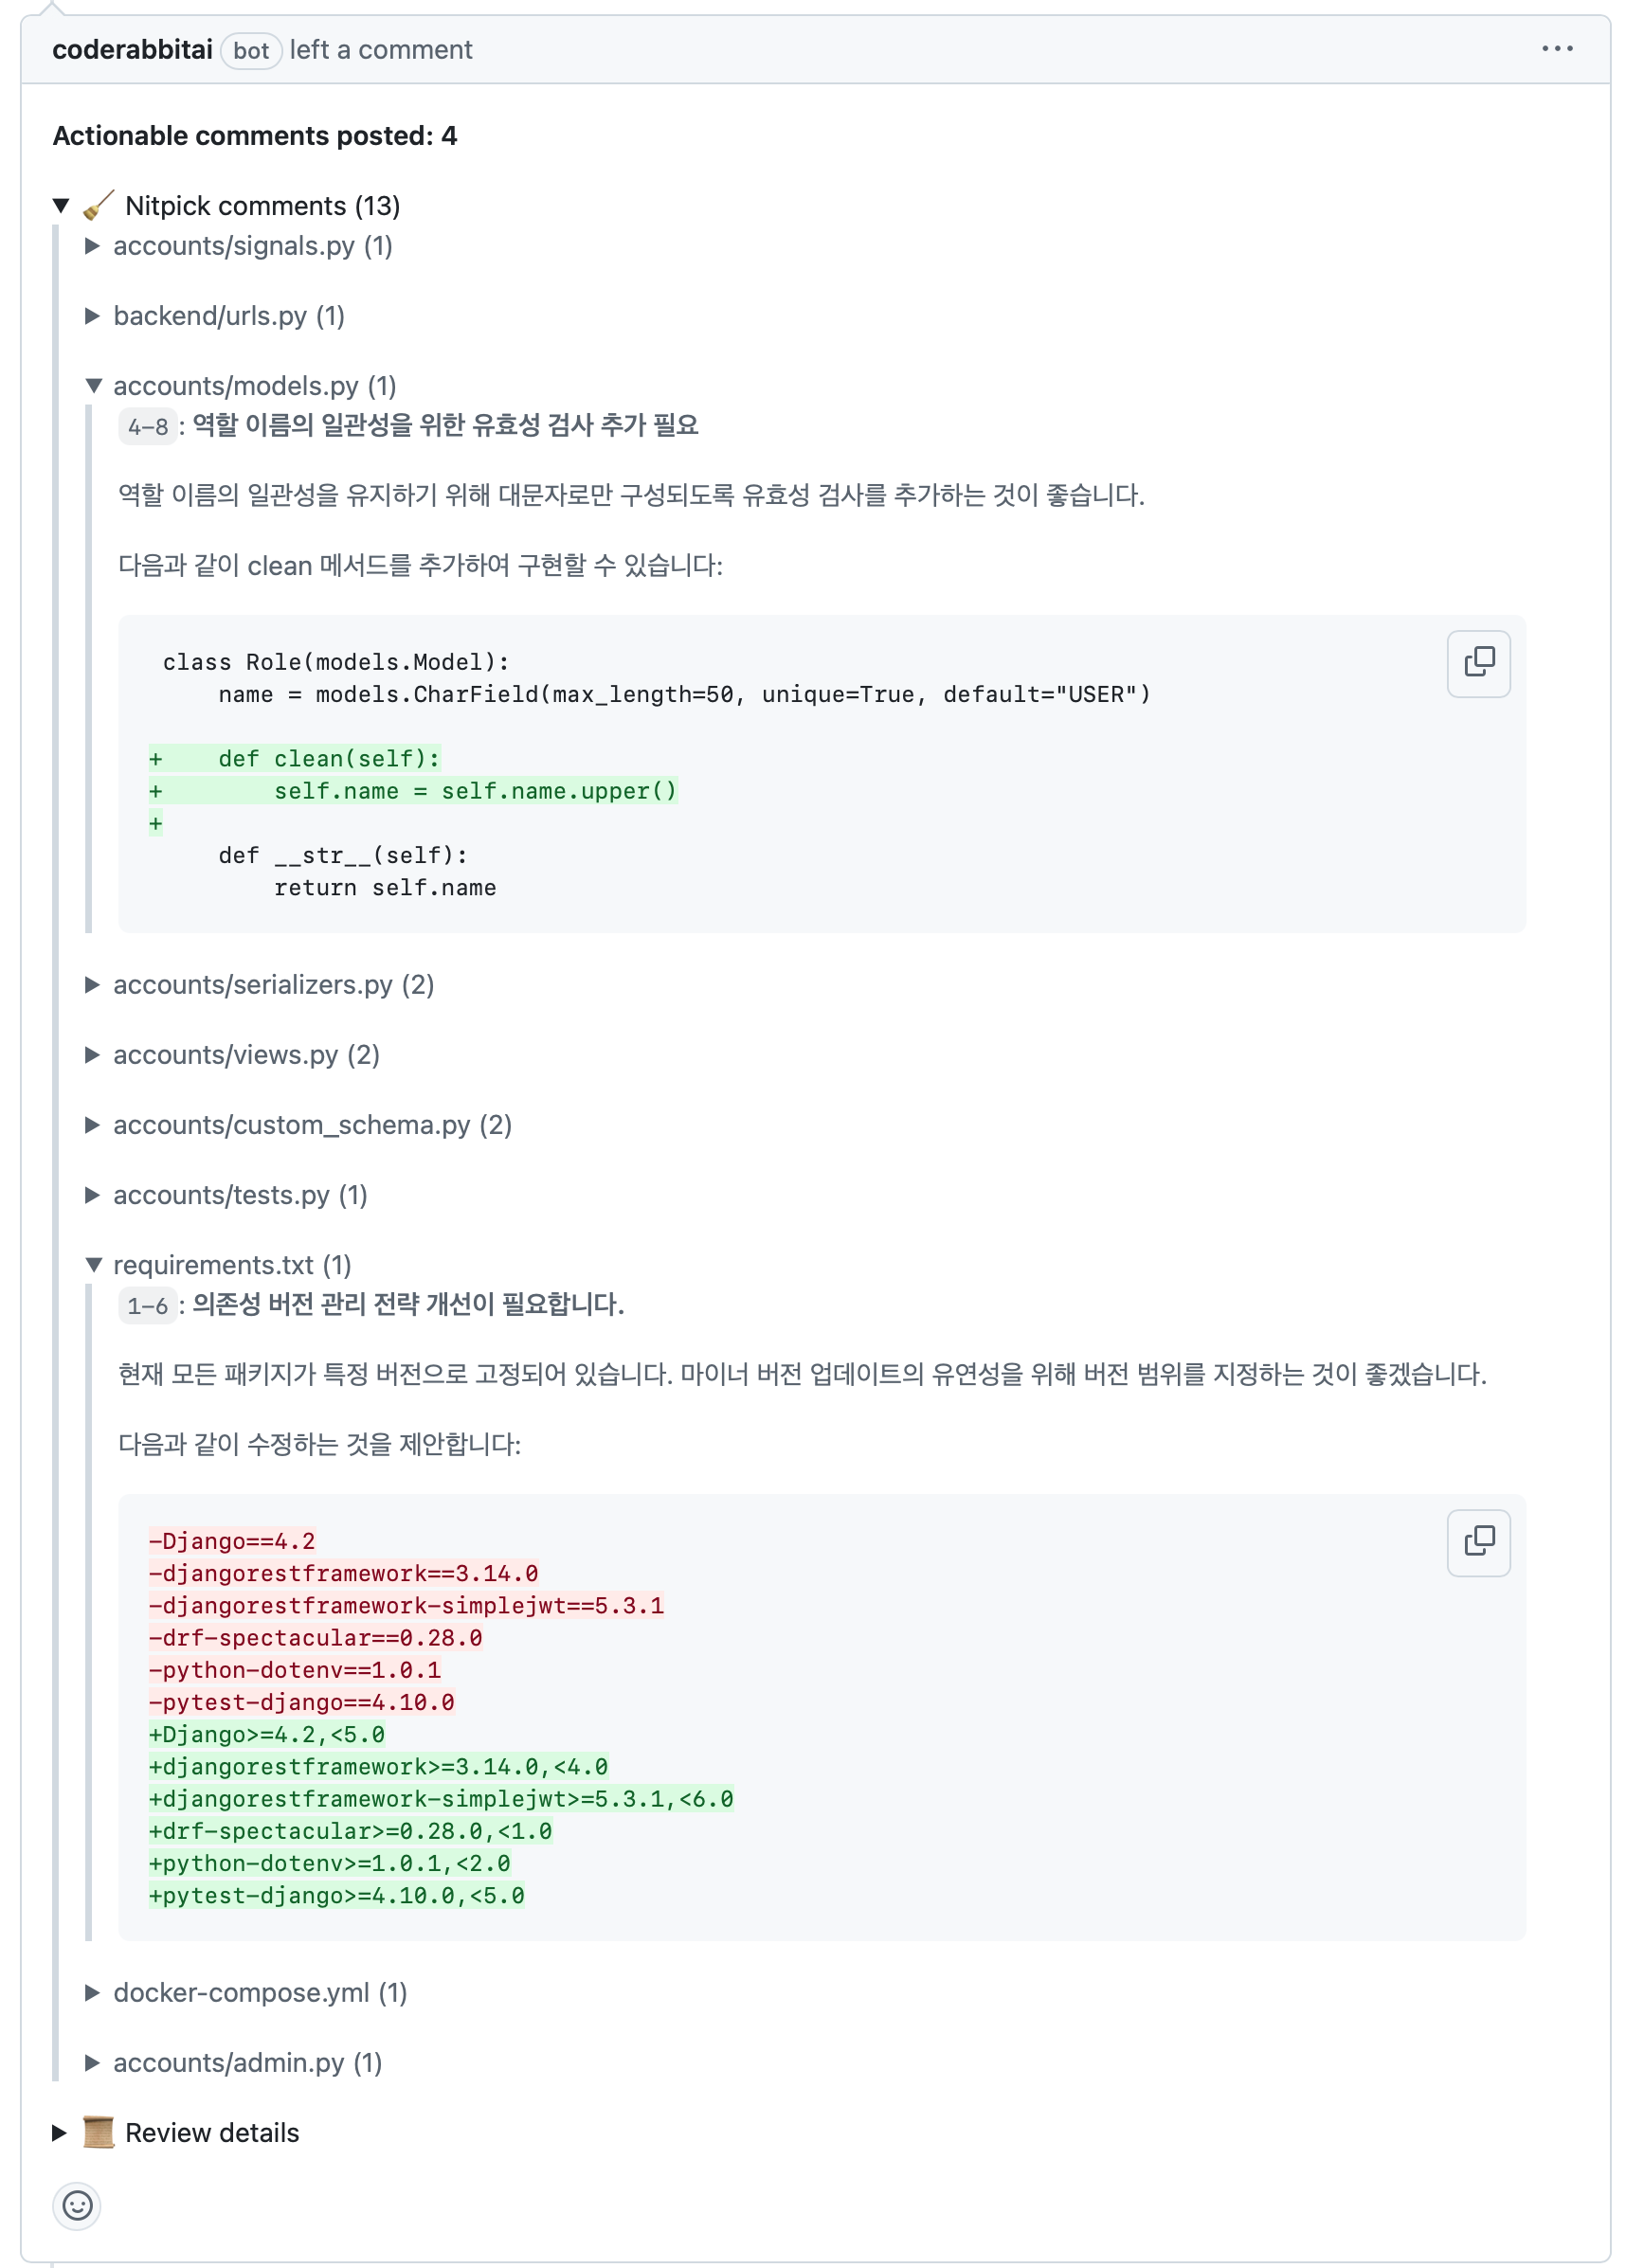 coderabbitai bot left a comment
Actionable comments posted: 4
Nitpick comments (13)
accounts/signals.py (1)
backend/urls.py (1)
accounts/models.py (1)
4–8: 역할 이름의 일관성을 위한 유효성 검사 추가 필요
역할 이름의 일관성을 유지하기 위해 대문자로만 구성되도록 유효성 검사를 추가하는 것이 좋습니다.
다음과 같이 clean 메서드를 추가하여 구현할 수 있습니다:
 class Role(models.Model):
     name = models.CharField(max_length=50, unique=True, default="USER")
+    def clean(self):
+        self.name = self.name.upper()
+
     def __str__(self):
         return self.name
accounts/serializers.py (2)
accounts/views.py (2)
accounts/custom_schema.py (2)
accounts/tests.py (1)
requirements.txt (1)
1–6: 의존성 버전 관리 전략 개선이 필요합니다.
현재 모든 패키지가 특정 버전으로 고정되어 있습니다. 마이너 버전 업데이트의 유연성을 위해 버전 범위를 지정하는 것이 좋겠습니다.
다음과 같이 수정하는 것을 제안합니다:
-Django==4.2
-djangorestframework==3.14.0
-djangorestframework-simplejwt==5.3.1
-drf-spectacular==0.28.0
-python-dotenv==1.0.1
-pytest-django==4.10.0
+Django>=4.2,<5.0
+djangorestframework>=3.14.0,<4.0
+djangorestframework-simplejwt>=5.3.1,<6.0
+drf-spectacular>=0.28.0,<1.0
+python-dotenv>=1.0.1,<2.0
+pytest-django>=4.10.0,<5.0
docker-compose.yml (1)
accounts/admin.py (1)
Review details